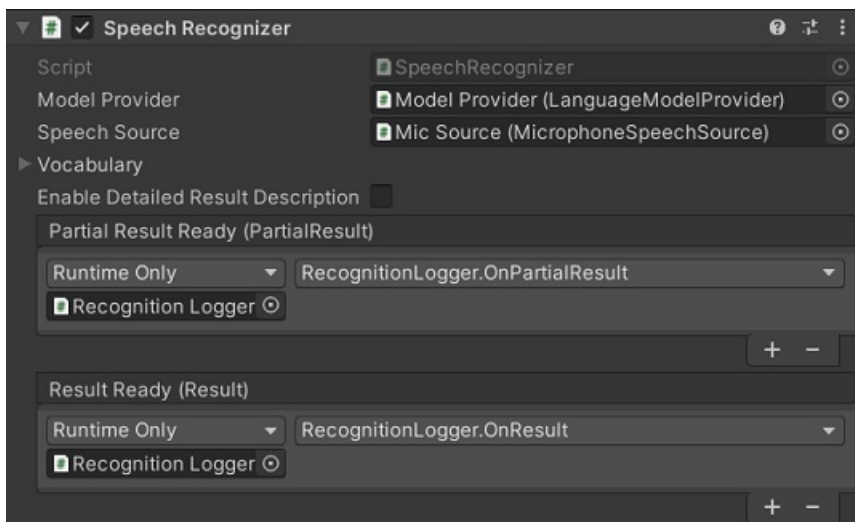 Speech Recognizer
Script SpeechRecognizer
Model Provider Model Provider (LanguageModelProvider)
Speech Source Mic Source (MicrophoneSpeechSource)
Vocabulary
Enable Detailed Result Description
Partial Result Ready (PartialResult)
Runtime Only RecognitionLogger.OnPartialResult
Recognition Logger
+ −
Result Ready (Result)
Runtime Only RecognitionLogger.OnResult
Recognition Logger
+ −